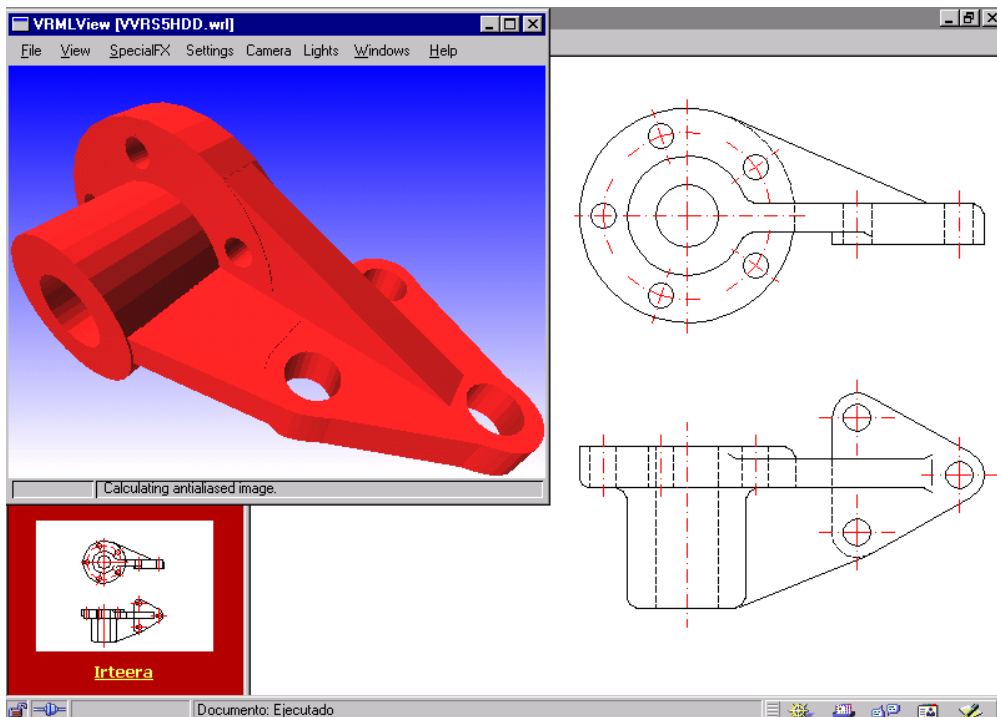 VRMLView [VVRS5HDD.wrl]
File View SpecialFX Settings Camera Lights Windows Help
Calculating antialiased image.
Irteera
Documento: Ejecutado